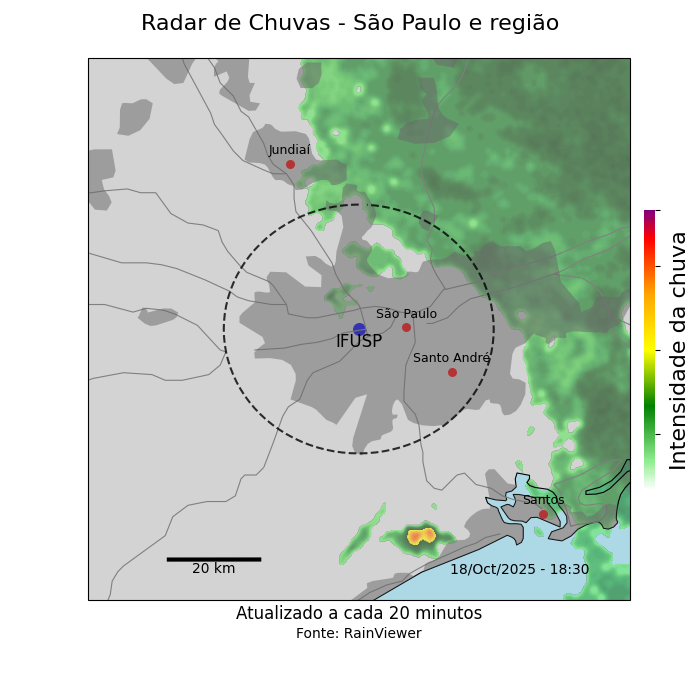 Radar de Chuvas - São Paulo e região
Jundiaí
São Paulo
IFUSP
Santo André
Santos
20 km
18/Oct/2025 - 18:30
Intensidade da chuva
Atualizado a cada 20 minutos
Fonte: RainViewer